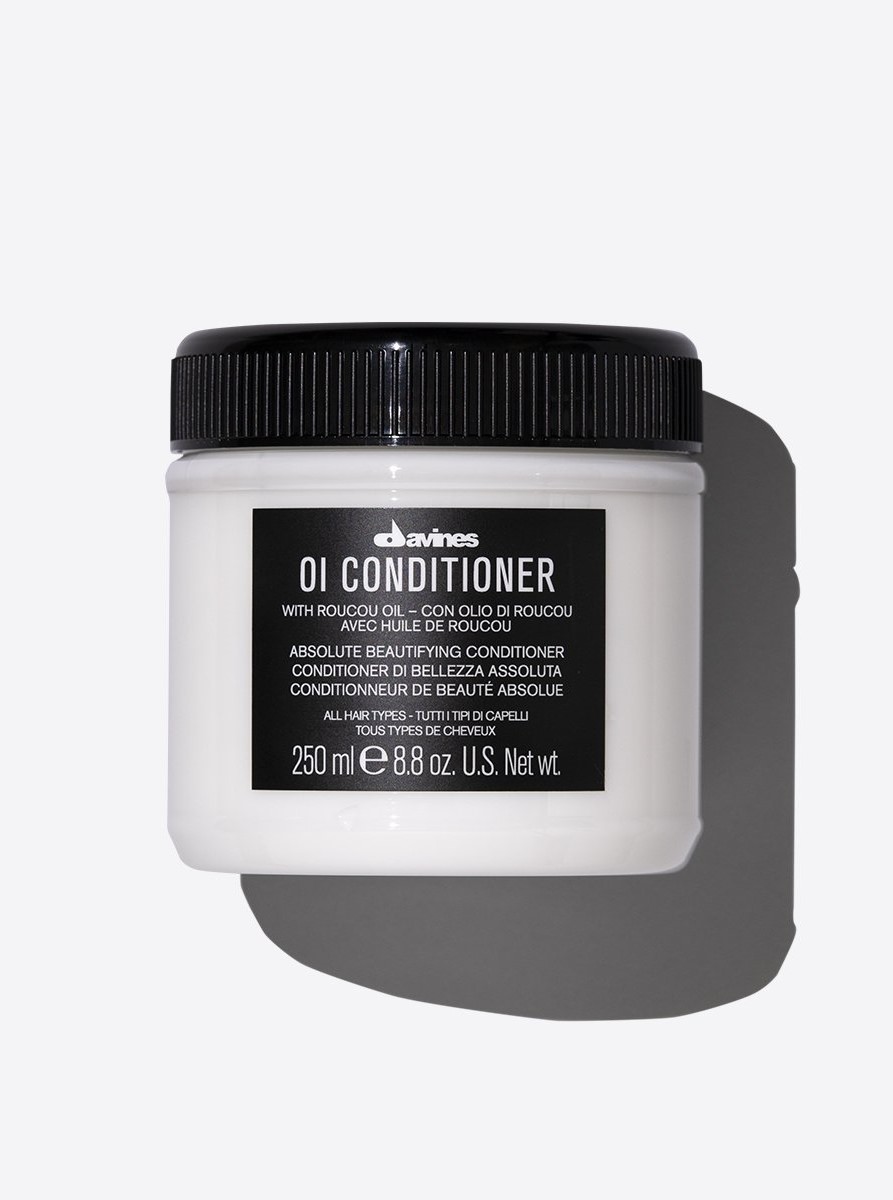 davines
OI CONDITIONER
WITH ROUCOU OIL – CON OLIO DI ROUCOU
AVEC HUILE DE ROUCOU
ABSOLUTE BEAUTIFYING CONDITIONER
CONDITIONER DI BELLEZZA ASSOLUTA
CONDITIONNEUR DE BEAUTÉ ABSOLUE
ALL HAIR TYPES - TUTTI I TIPI DI CAPELLI
TOUS TYPES DE CHEVEUX
250 ml ℮ 8.8 oz. U.S. Net wt.